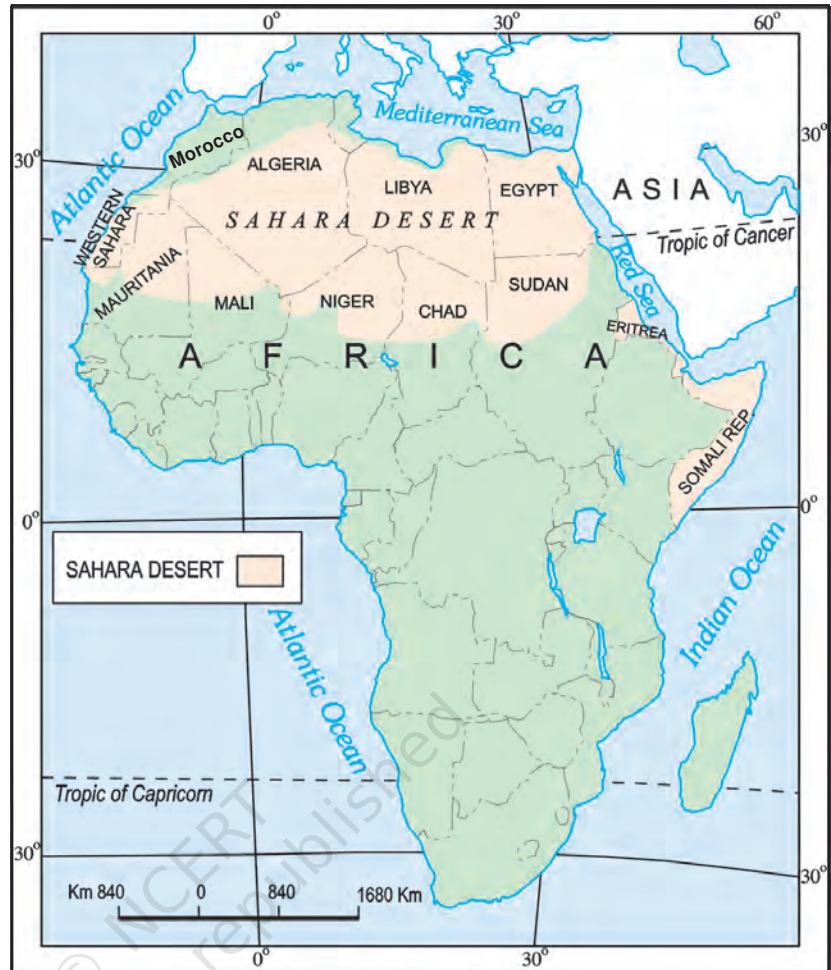 0° 30° 60°
Mediterranean Sea
Atlantic Ocean
30° 30°
Morocco
ALGERIA
LIBYA
EGYPT
ASIA
SAHARA DESERT
Tropic of Cancer
WESTERN
SAHARA
Red Sea
MAURITANIA
MALI
NIGER
CHAD
SUDAN
ERITREA
AFRICA
SOMALI REP.
0° 0°
SAHARA DESERT
Atlantic Ocean
Indian Ocean
Tropic of Capricorn
30° 30°
Km 840 0 840 1680 Km
0° 30°
© NCERT
republished